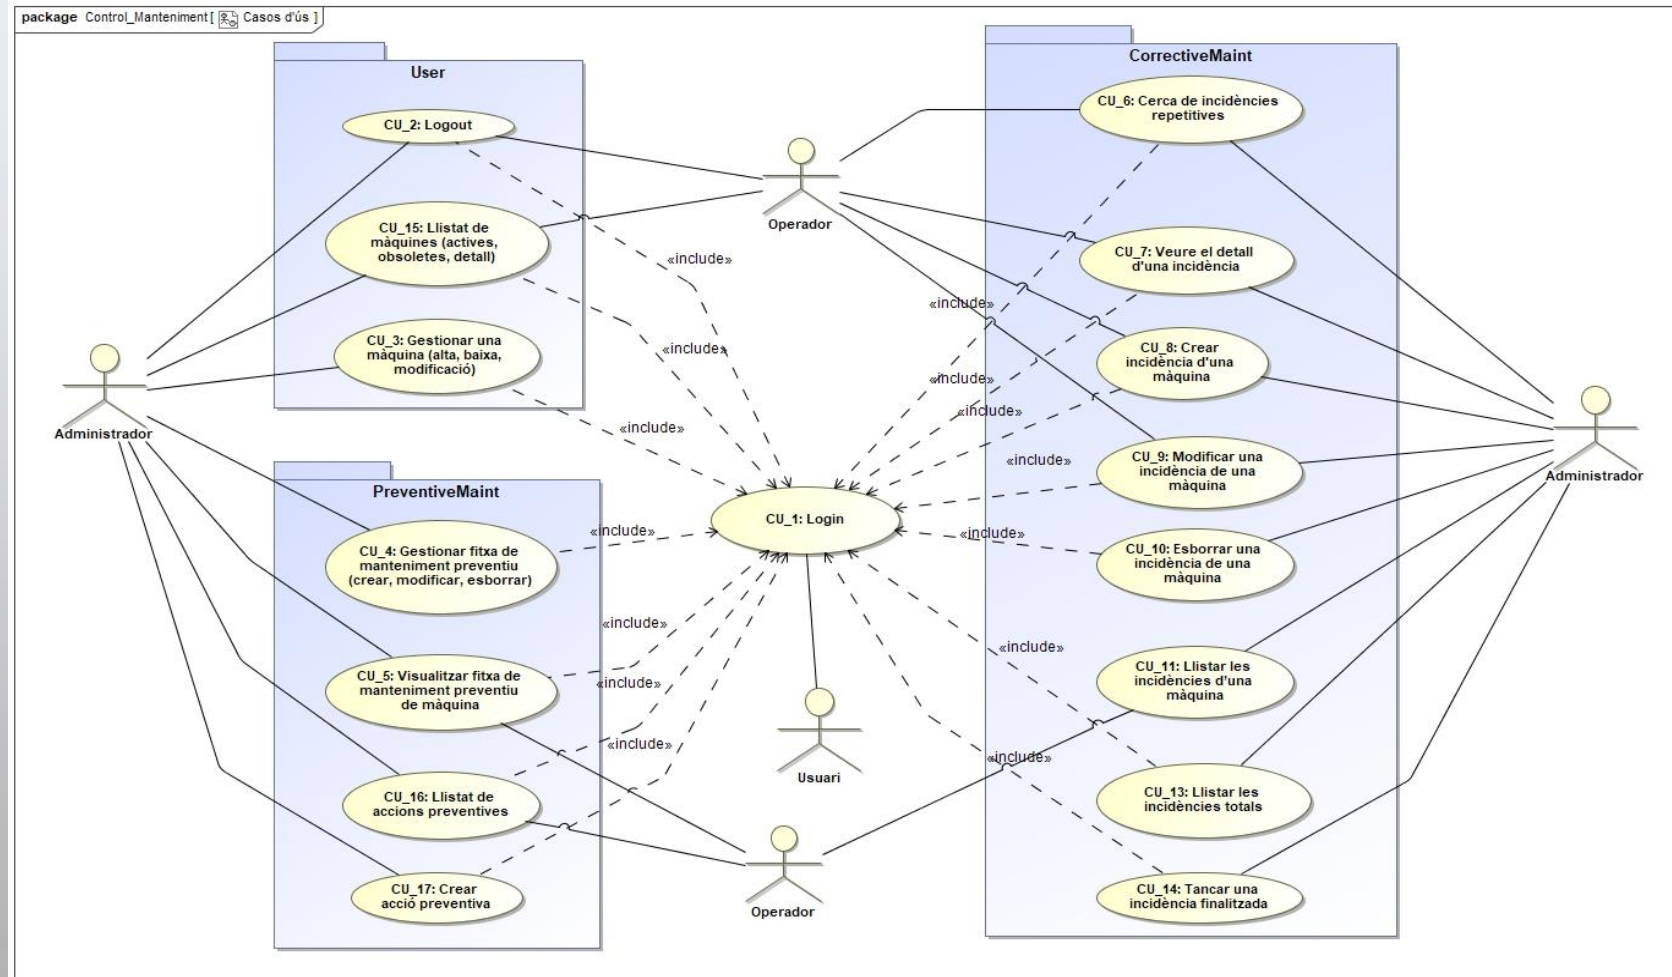 package Control_Manteniment [ Casos d'ús ]
User
CU_2: Logout
CU_15: Llistat de
màquines (actives,
obsoletes, detall)
CU_3: Gestionar una
màquina (alta, baixa,
modificació)
Administrador
PreventiveMaint
CU_4: Gestionar fitxa de
manteniment preventiu
(crear, modificar, esborrar)
CU_5: Visualitzar fitxa de
manteniment preventiu
de màquina
CU_16: Llistat de
accions preventives
CU_17: Crear
acció preventiva
Operador
«include»
«include»
«include»
«include»
CU_1: Login
«include»
«include»
«include»
Usuari
Operador
«include»
«include»
«include»
«include»
«include»
«include»
«include»
CorrectiveMaint
CU_6: Cerca de incidències
repetitives
CU_7: Veure el detall
d'una incidència
CU_8: Crear
incidència d'una
màquina
CU_9: Modificar una
incidència de una
màquina
CU_10: Esborrar una
incidència de una
màquina
CU_11: Llistar les
incidències d'una
màquina
CU_13: Llistar les
incidències totals
CU_14: Tancar una
incidència finalitzada
Administrador